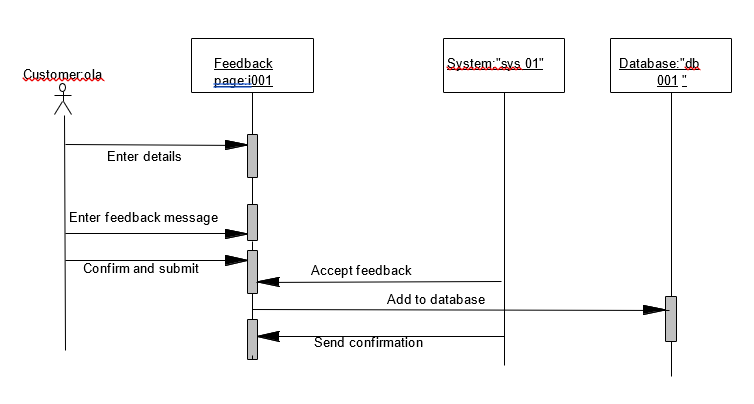 Customer:ola
Feedback
page:i001
System:"sys 01"
Database:"db
001 "
Enter details
Enter feedback message
Confirm and submit
Accept feedback
Add to database
Send confirmation